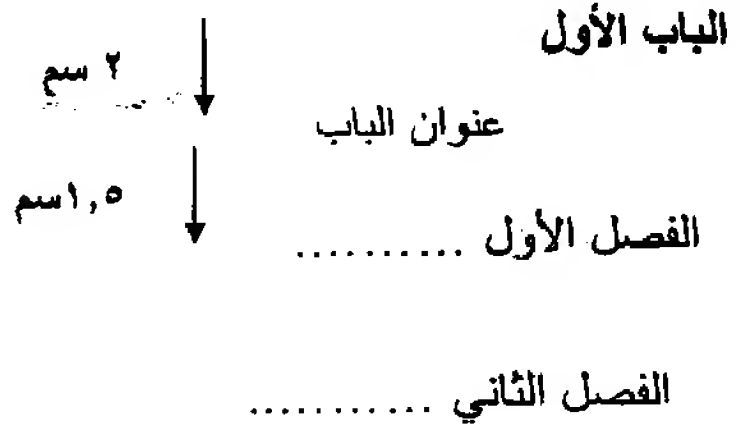 الباب الأول
٢ سم
عنوان الباب
١,٥سم
الفصل الأول ..........
الفصل الثاني ...........